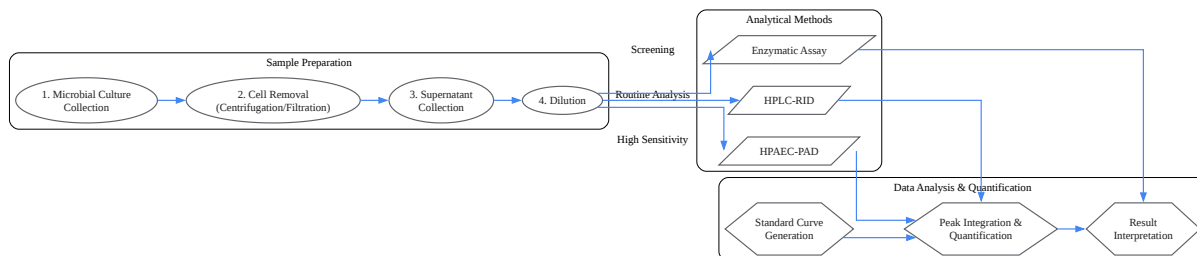 Analytical Methods
Screening
Enzymatic Assay
Sample Preparation
1. Microbial Culture
Collection
2. Cell Removal
(Centrifugation/Filtration)
3. Supernatant
Collection
4. Dilution
Routine Analysis
HPLC-RID
High Sensitivity
HPAEC-PAD
Data Analysis & Quantification
Standard Curve
Generation
Peak Integration &
Quantification
Result
Interpretation